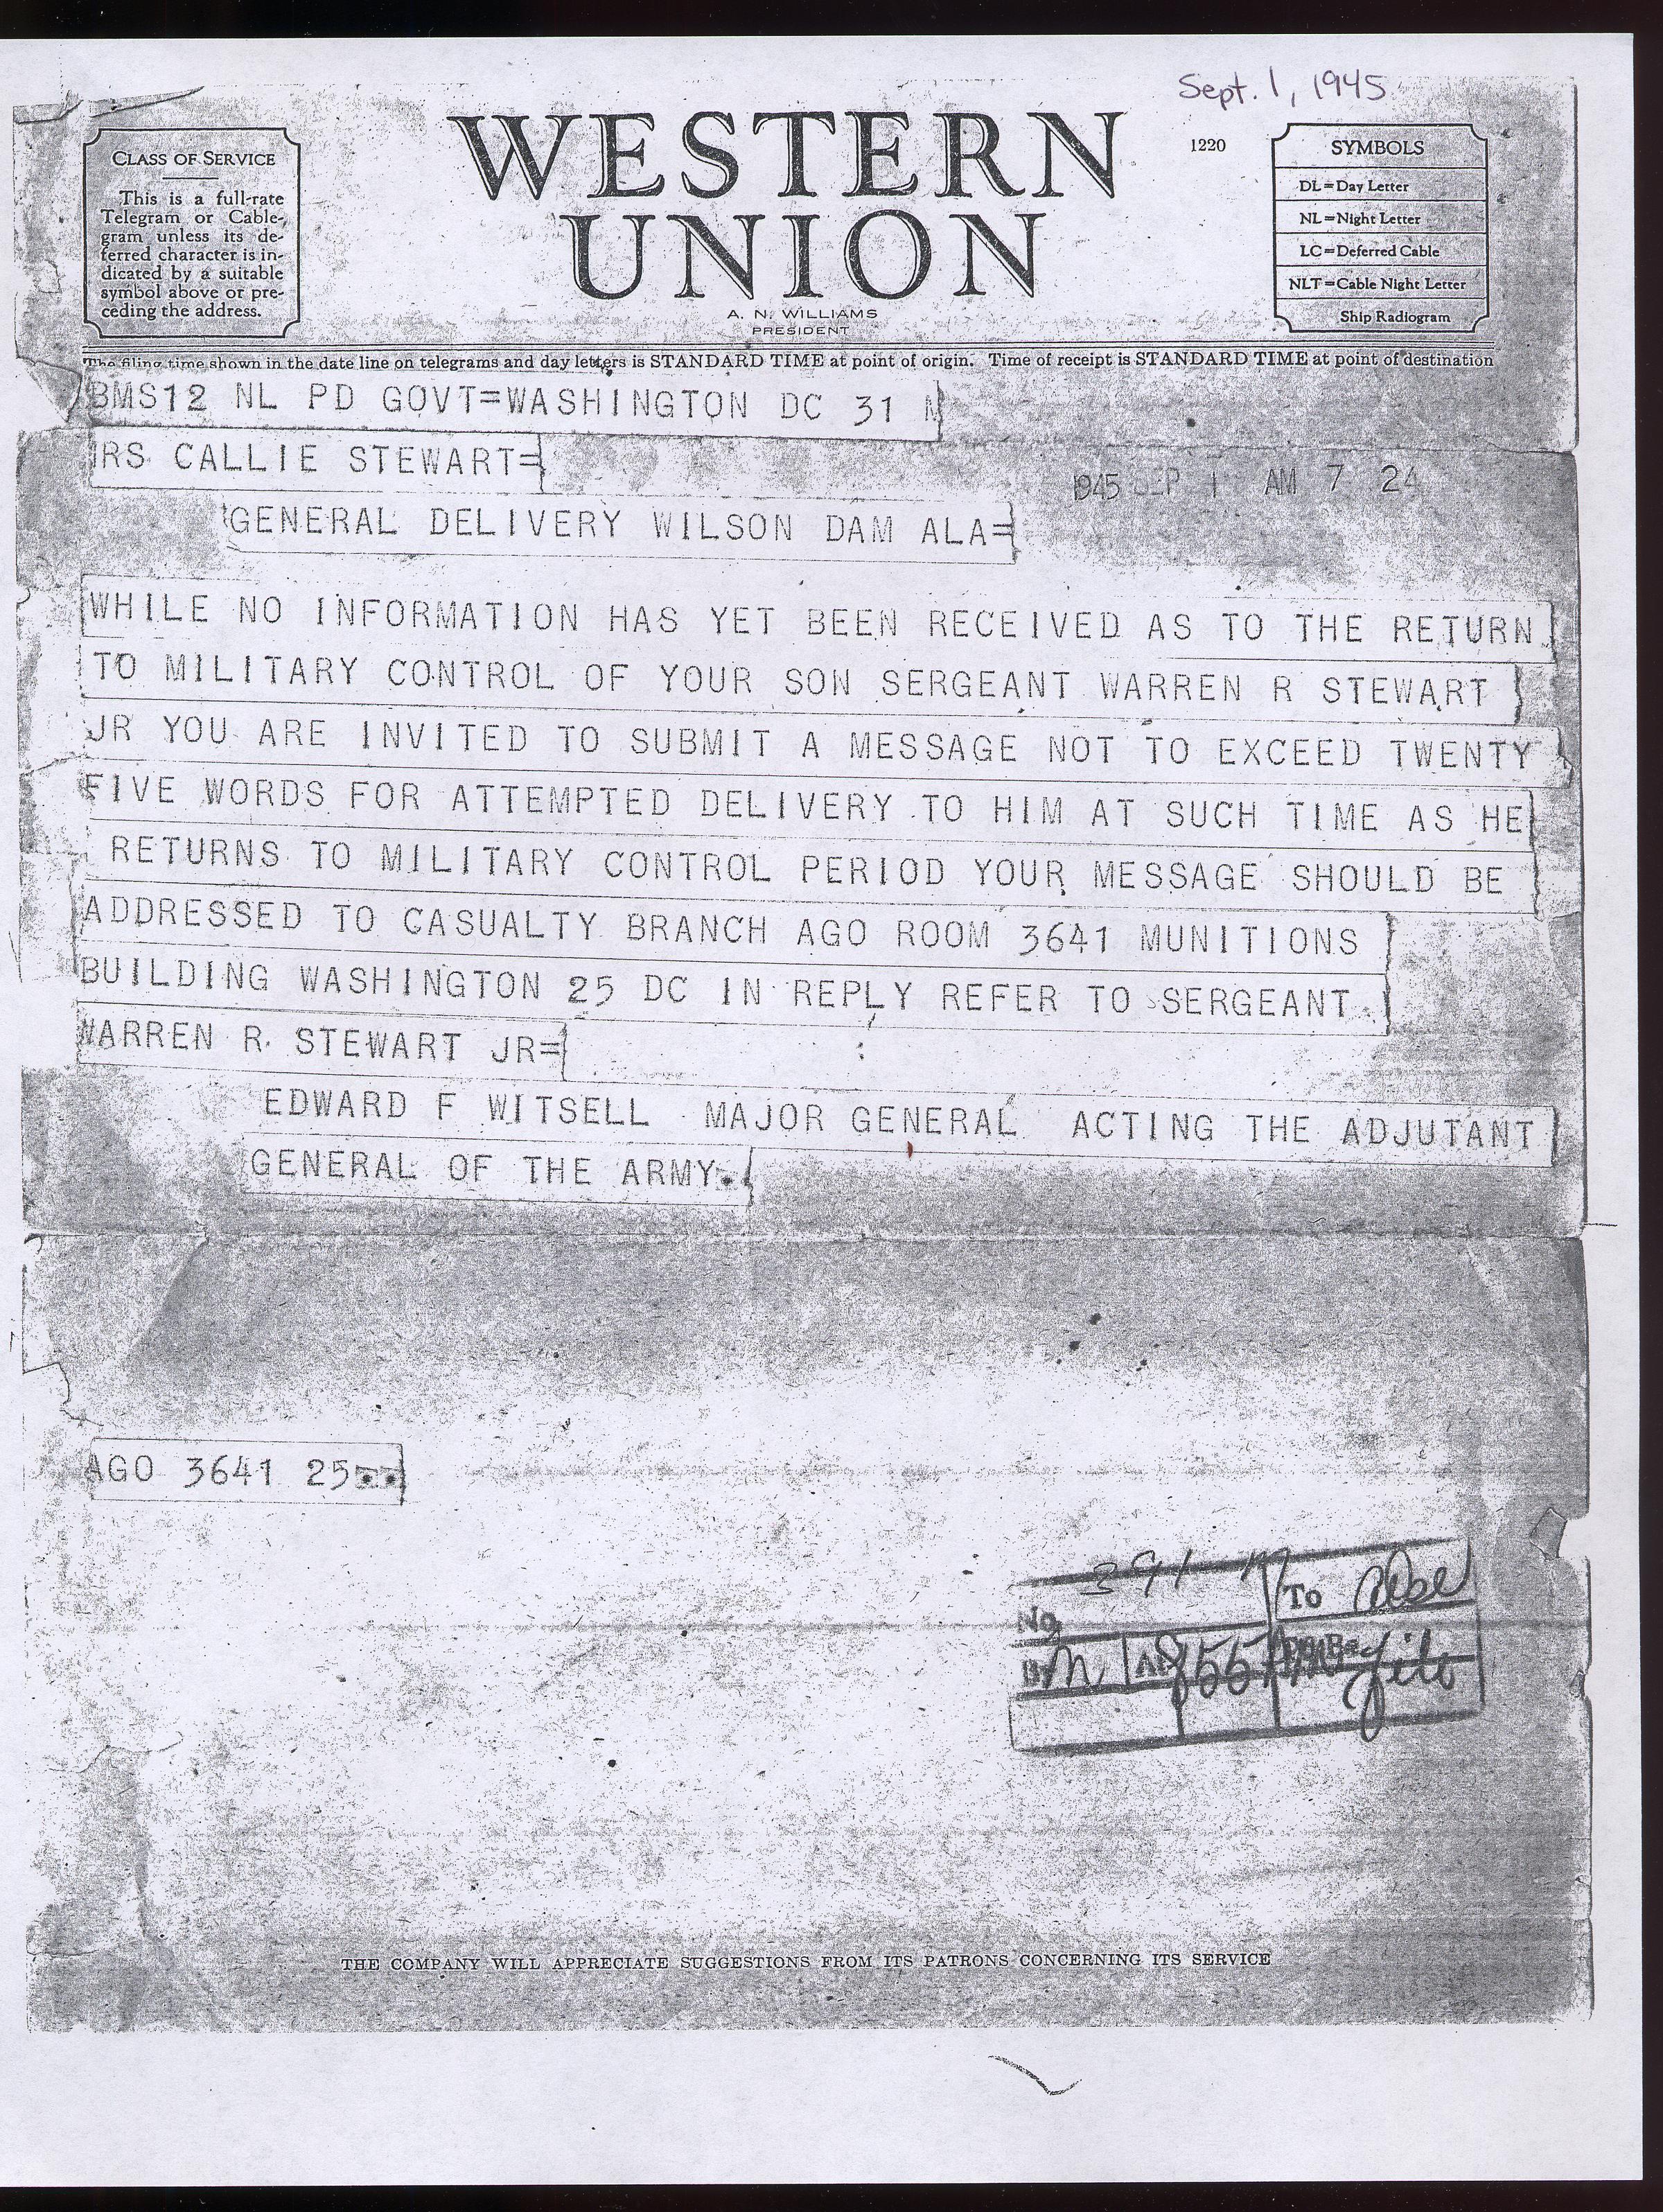 Sept. 1, 1945
CLASS OF SERVICE
This is a full-rate
Telegram or Cable-
gram unless its de-
ferred character is in-
dicated by a suitable
symbol above or pre-
ceding the address.
WESTERN
UNION
A. N. WILLIAMS
PRESIDENT
1220
SYMBOLS
DL=Day Letter
NL=Night Letter
LC=Deferred Cable
NLT=Cable Night Letter
Ship Radiogram
The filing time shown in the date line on telegrams and day letters is STANDARD TIME at point of origin. Time of receipt is STANDARD TIME at point of destination
BMS12 NL PD GOVT=WASHINGTON DC 31 M
RS CALLIE STEWART=
1945 SEP 1 AM 7 24
GENERAL DELIVERY WILSON DAM ALA=
WHILE NO INFORMATION HAS YET BEEN RECEIVED AS TO THE RETURN
TO MILITARY CONTROL OF YOUR SON SERGEANT WARREN R STEWART
JR YOU ARE INVITED TO SUBMIT A MESSAGE NOT TO EXCEED TWENTY
FIVE WORDS FOR ATTEMPTED DELIVERY TO HIM AT SUCH TIME AS HE
RETURNS TO MILITARY CONTROL PERIOD YOUR MESSAGE SHOULD BE
ADDRESSED TO CASUALTY BRANCH AGO ROOM 3641 MUNITIONS
BUILDING WASHINGTON 25 DC IN REPLY REFER TO SERGEANT
WARREN R. STEWART JR=
EDWARD F WITSELL MAJOR GENERAL ACTING THE ADJUTANT
GENERAL OF THE ARMY.
AGO 3641 25..
391 M
No.
To
By M
855
file
THE COMPANY WILL APPRECIATE SUGGESTIONS FROM ITS PATRONS CONCERNING ITS SERVICE